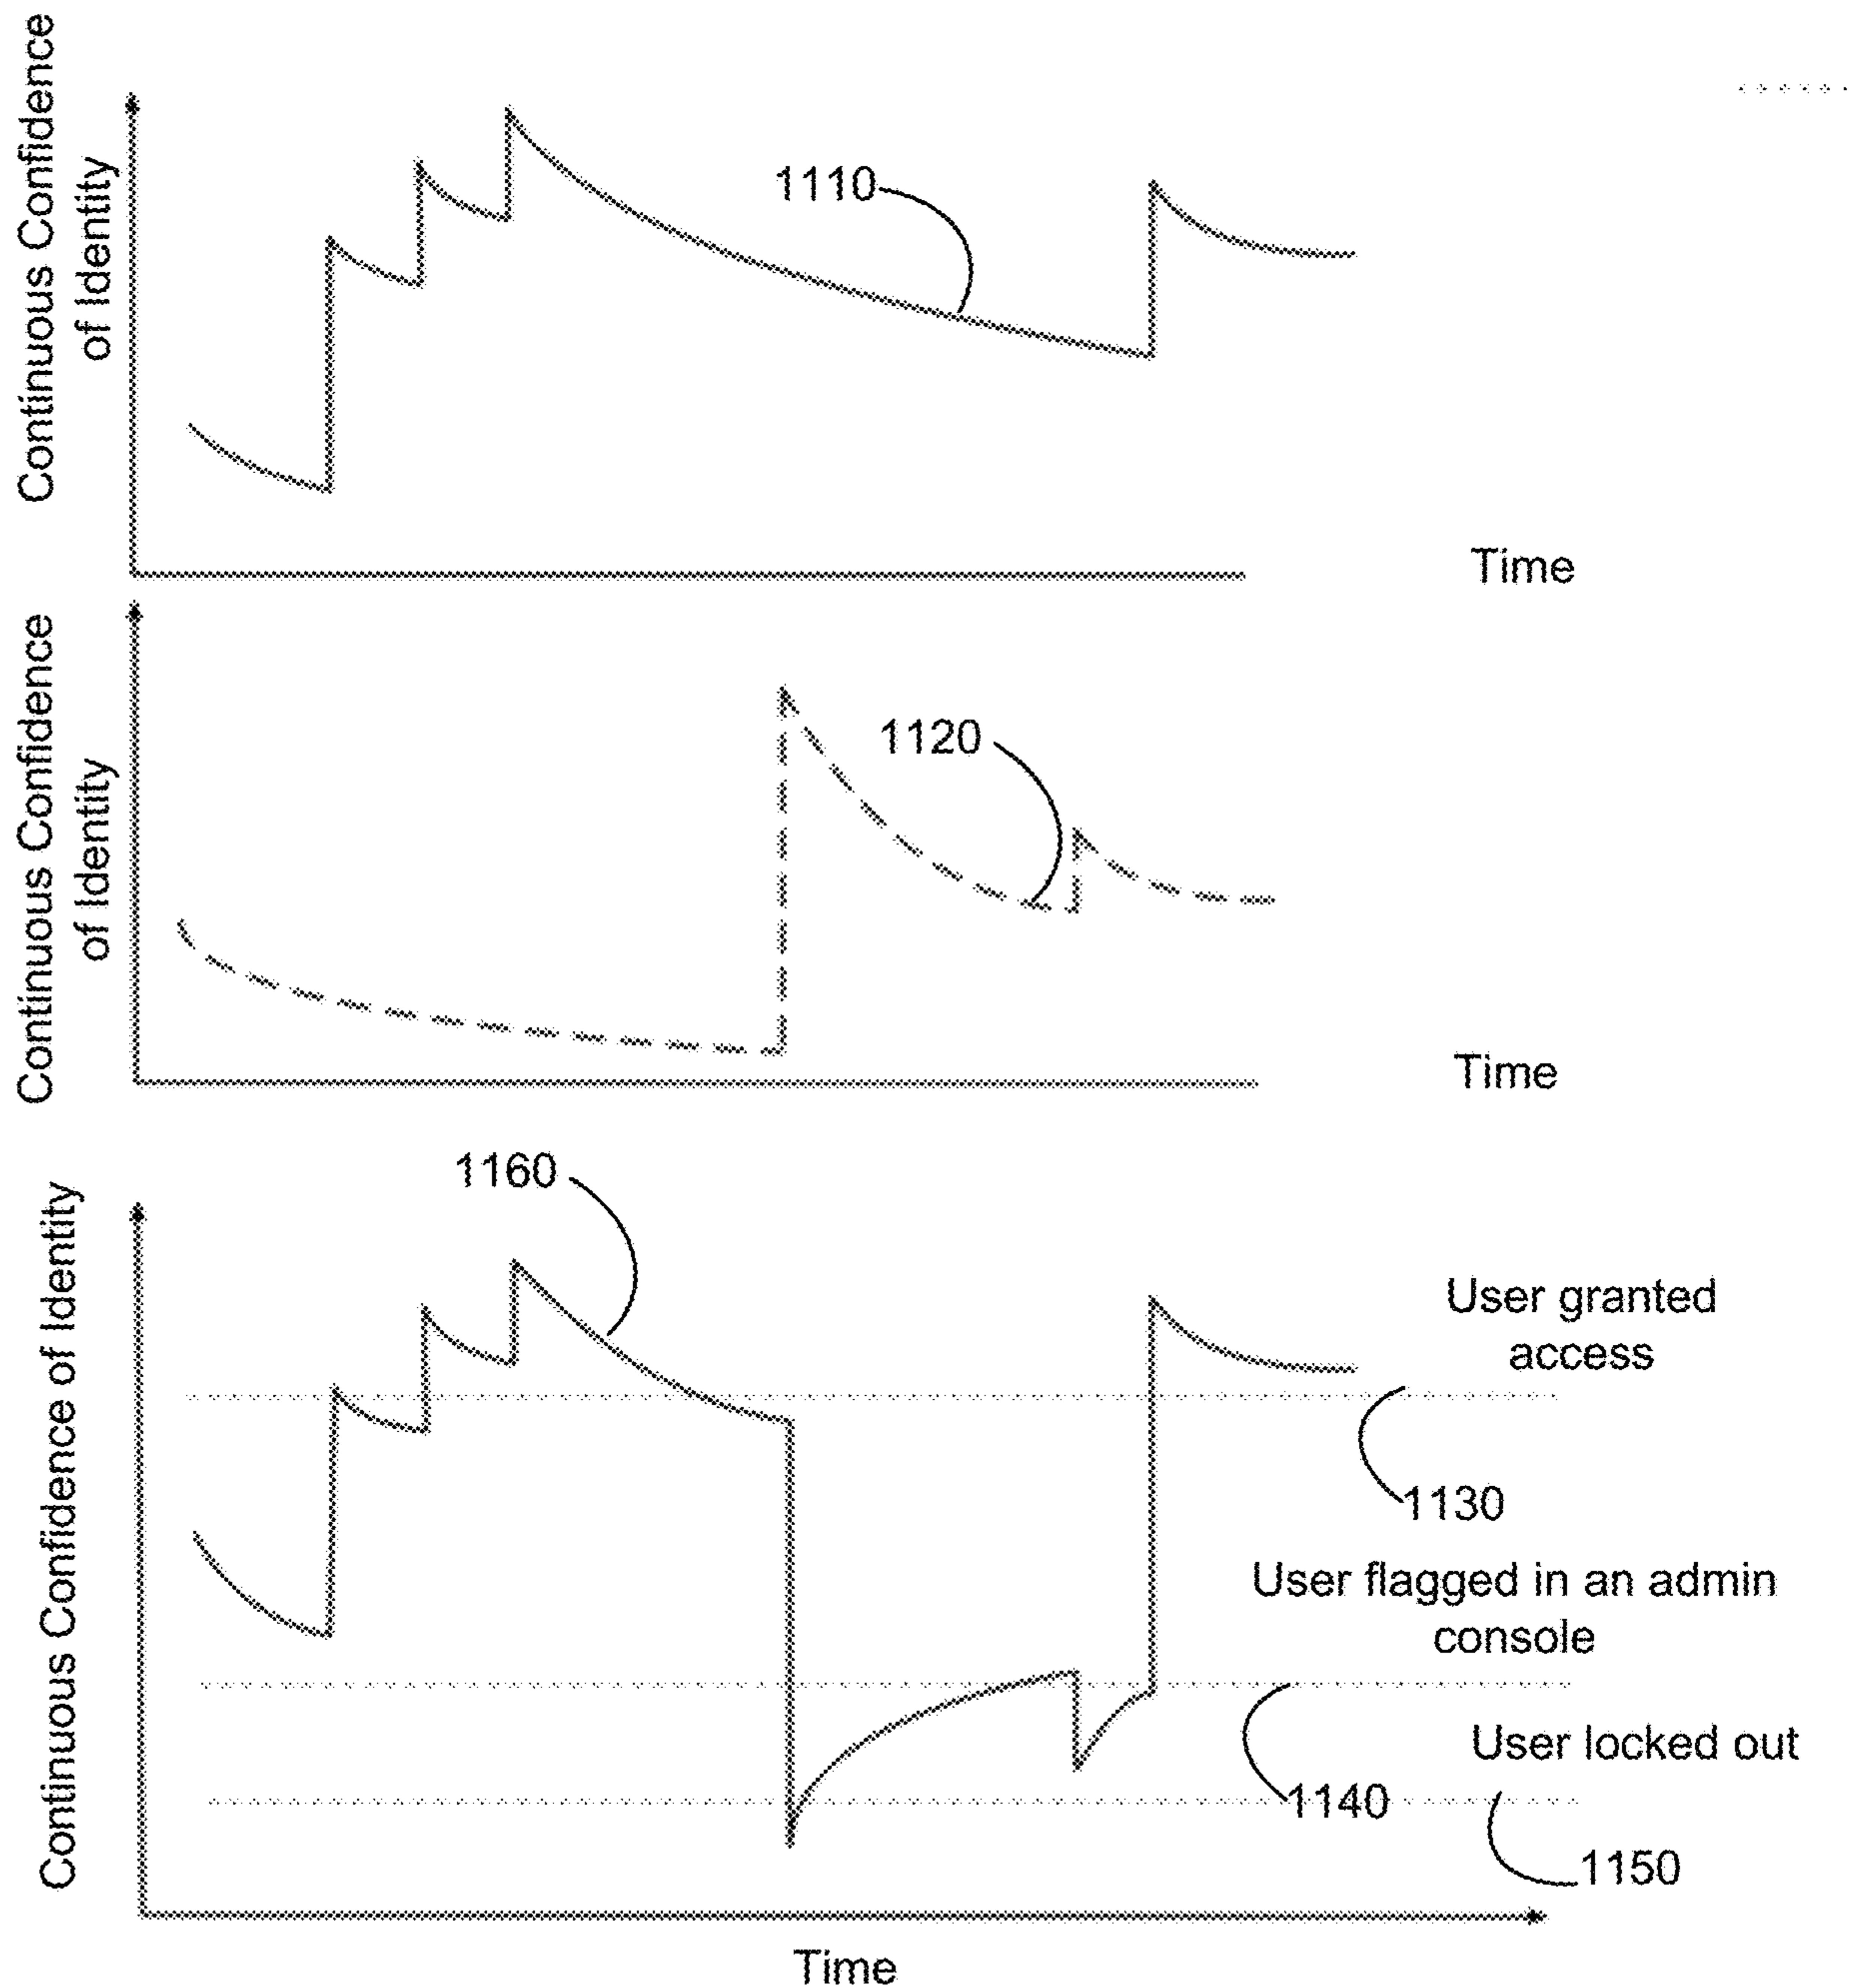 Continuous Confidence
of Identity
1110
Time
Continuous Confidence
of Identity
1120
Time
Continuous Confidence of Identity
1160
User granted
access
1130
User flagged in an admin
console
User locked out
1140
1150
Time